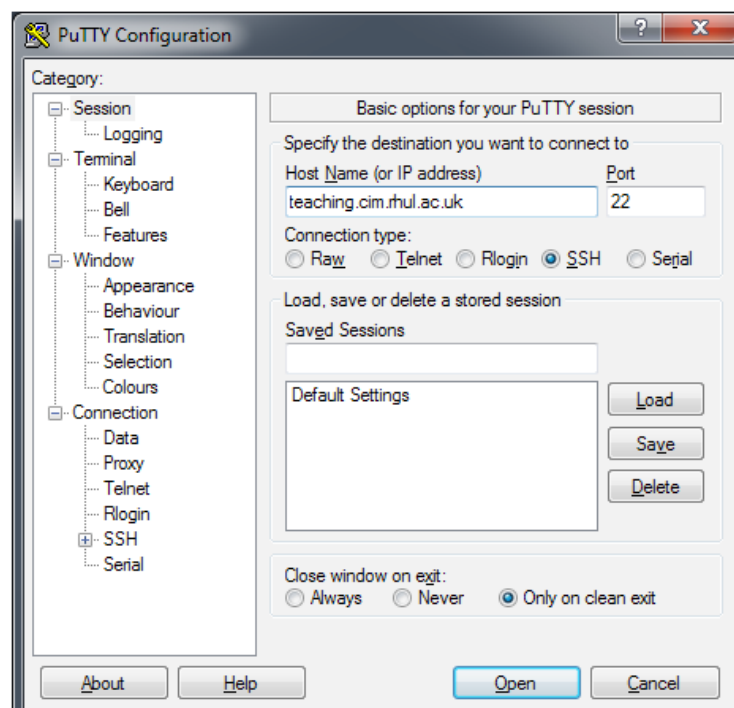 PuTTY Configuration
?
X
Category:
Session
Logging
Terminal
Keyboard
Bell
Features
Window
Appearance
Behaviour
Translation
Selection
Colours
Connection
Data
Proxy
Telnet
Rlogin
SSH
Serial
Basic options for your PuTTY session
Specify the destination you want to connect to
Host Name (or IP address) Port
teaching.cim.rhul.ac.uk 22
Connection type:
Raw Telnet Rlogin SSH Serial
Load, save or delete a stored session
Saved Sessions
Default Settings
Load
Save
Delete
Close window on exit:
Always Never Only on clean exit
About Help Open Cancel